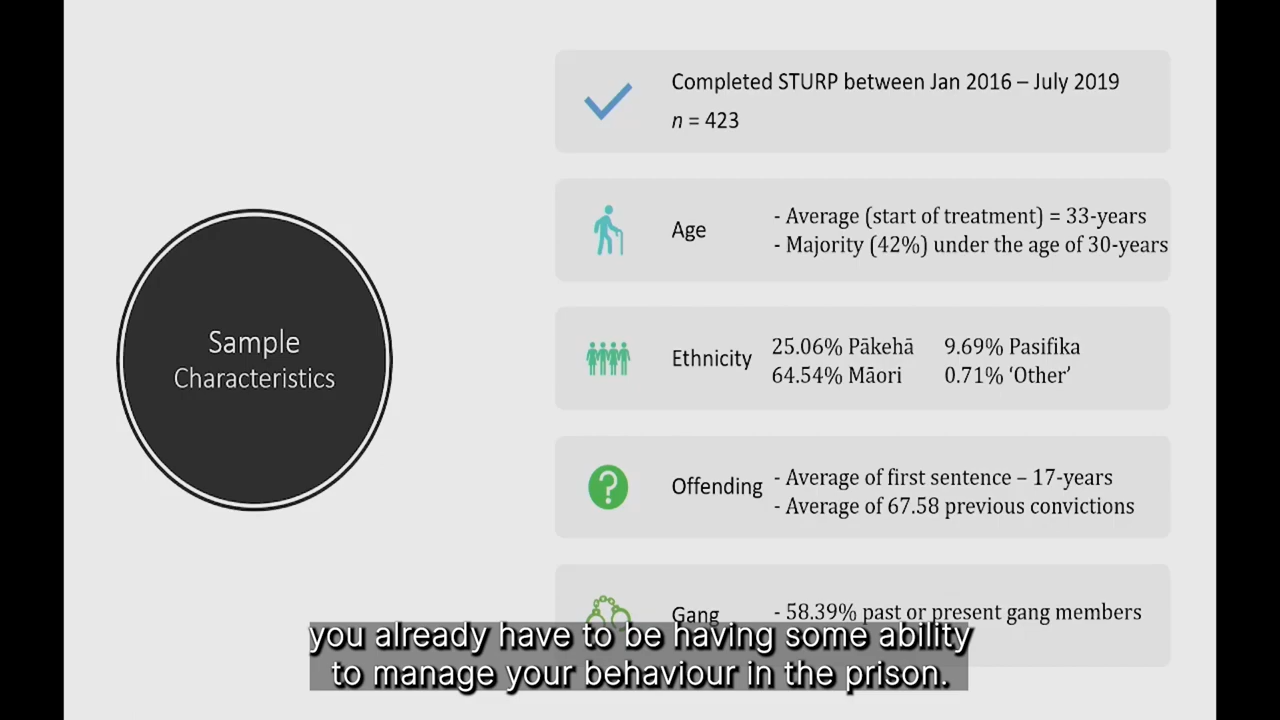 Sample
Characteristics
Completed STURP between Jan 2016 – July 2019
n = 423
Age
- Average (start of treatment) = 33-years
- Majority (42%) under the age of 30-years
Ethnicity
25.06% Pākehā 9.69% Pasifika
64.54% Māori 0.71% ‘Other’
Offending
- Average of first sentence – 17-years
- Average of 67.58 previous convictions
Gang
- 58.39% past or present gang members
you already have to be having some ability
to manage your behaviour in the prison.